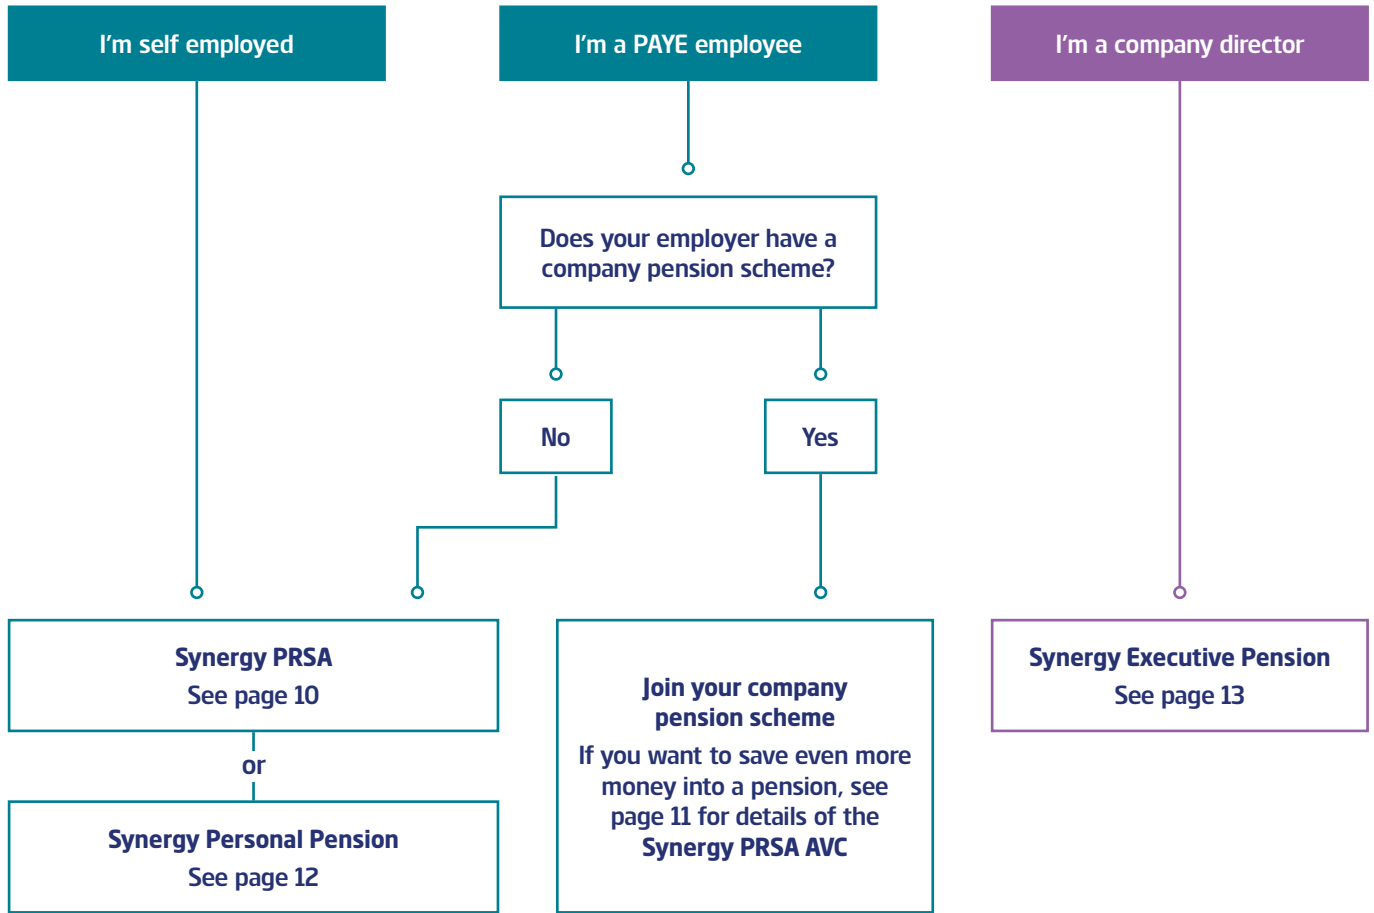 I'm self employed
I'm a PAYE employee
I'm a company director
Does your employer have a
company pension scheme?
No
Yes
Synergy PRSA
See page 10
or
Synergy Personal Pension
See page 12
Join your company
pension scheme
If you want to save even more
money into a pension, see
page 11 for details of the
Synergy PRSA AVC
Synergy Executive Pension
See page 13